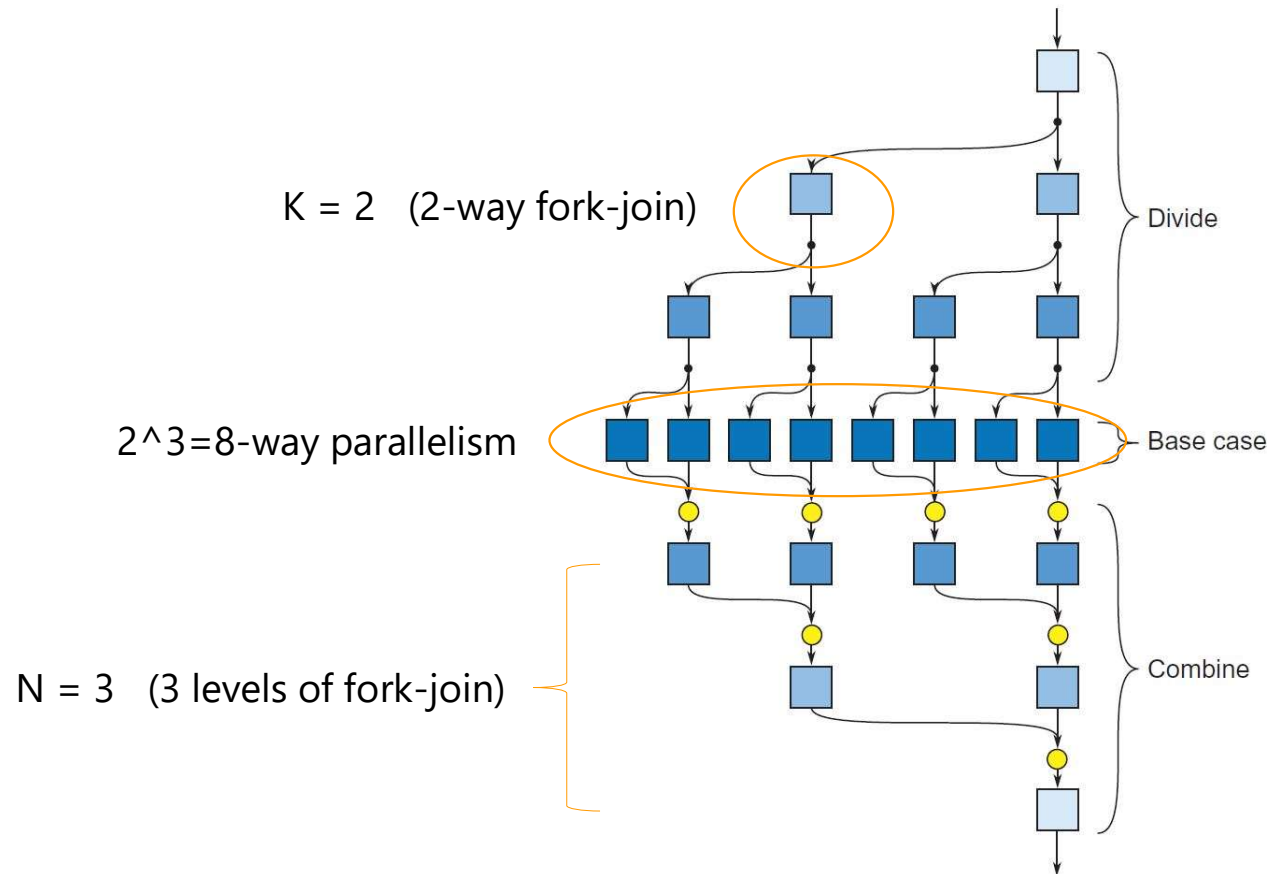 K = 2 (2-way fork-join)
Divide
2^3=8-way parallelism
Base case
N = 3 (3 levels of fork-join)
Combine